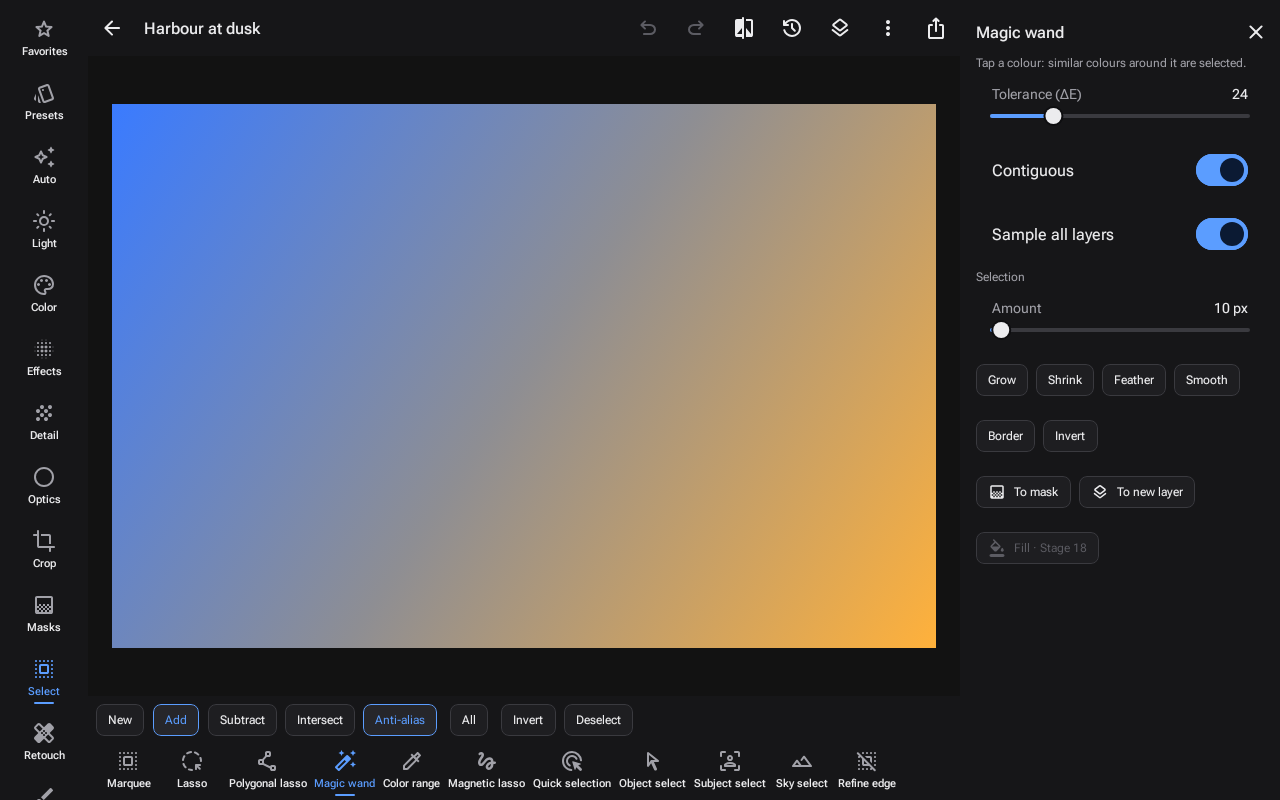 Harbour at dusk
Favorites
Presets
Auto
Light
Color
Effects
Detail
Optics
Crop
Masks
Select
Retouch
Magic wand
Tap a colour: similar colours around it are selected.
Tolerance (ΔE) 24
Contiguous
Sample all layers
Selection
Amount 10 px
Grow Shrink Feather Smooth
Border Invert
To mask To new layer
Fill · Stage 18
New Add Subtract Intersect Anti-alias All Invert Deselect
Marquee Lasso Polygonal lasso Magic wand Color range Magnetic lasso Quick selection Object select Subject select Sky select Refine edge